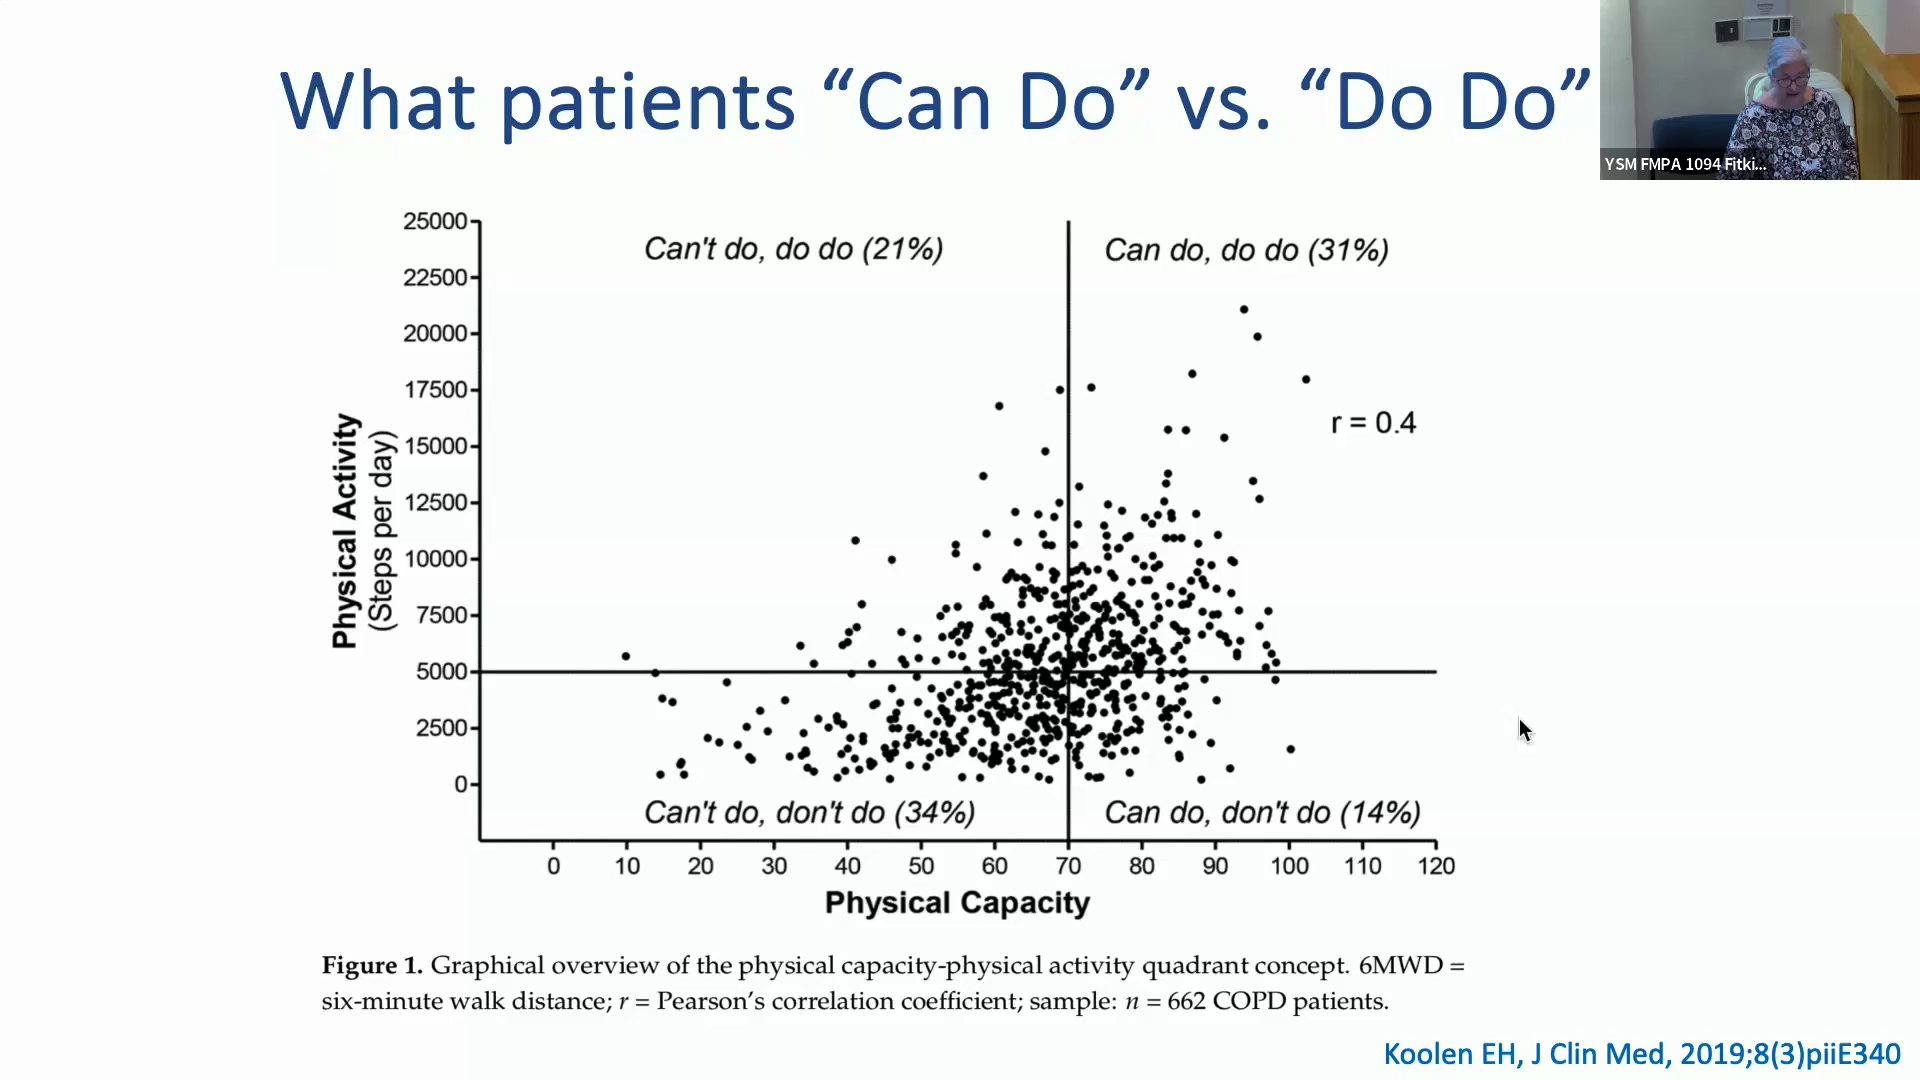 What patients “Can Do” vs. “Do Do”
YSM FMPA 1094 Fitki...
25000
22500
20000
17500
15000
12500
10000
7500
5000
2500
0
Physical Activity
(Steps per day)
Can't do, do do (21%)
Can do, do do (31%)
r = 0.4
Can't do, don't do (34%)
Can do, don't do (14%)
0 10 20 30 40 50 60 70 80 90 100 110 120
Physical Capacity
Figure 1. Graphical overview of the physical capacity-physical activity quadrant concept. 6MWD =
six-minute walk distance; r = Pearson’s correlation coefficient; sample: n = 662 COPD patients.
Koolen EH, J Clin Med, 2019;8(3)piiE340